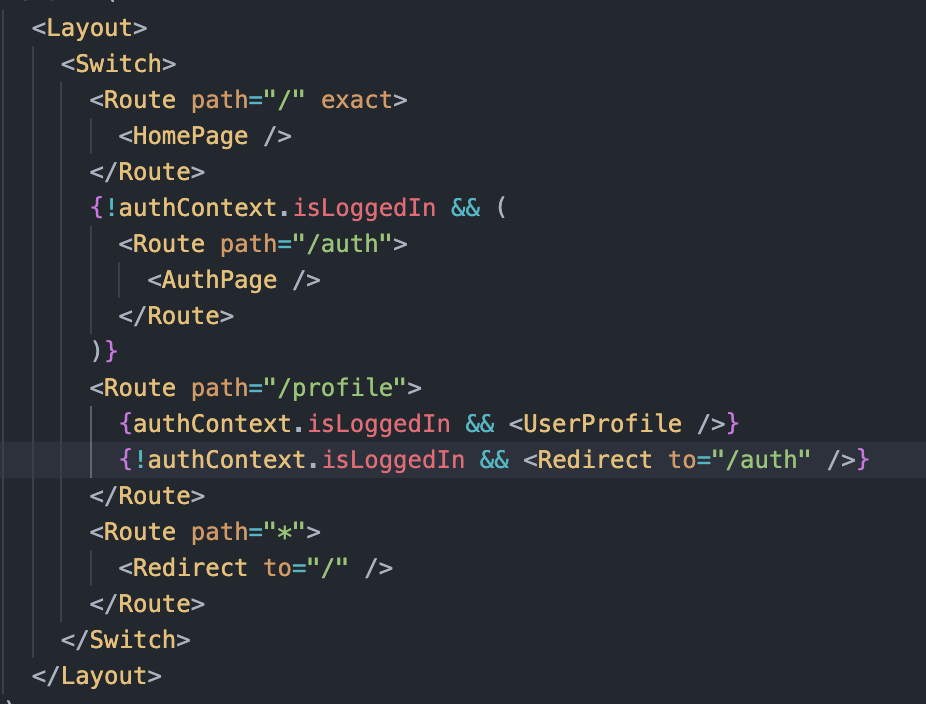 <Layout>
<Switch>
<Route path="/" exact>
<HomePage />
</Route>
{!authContext.isLoggedIn && (
<Route path="/auth">
<AuthPage />
</Route>
)}
<Route path="/profile">
{authContext.isLoggedIn && <UserProfile />}
{!authContext.isLoggedIn && <Redirect to="/auth" />}
</Route>
<Route path="*">
<Redirect to="/" />
</Route>
</Switch>
</Layout>